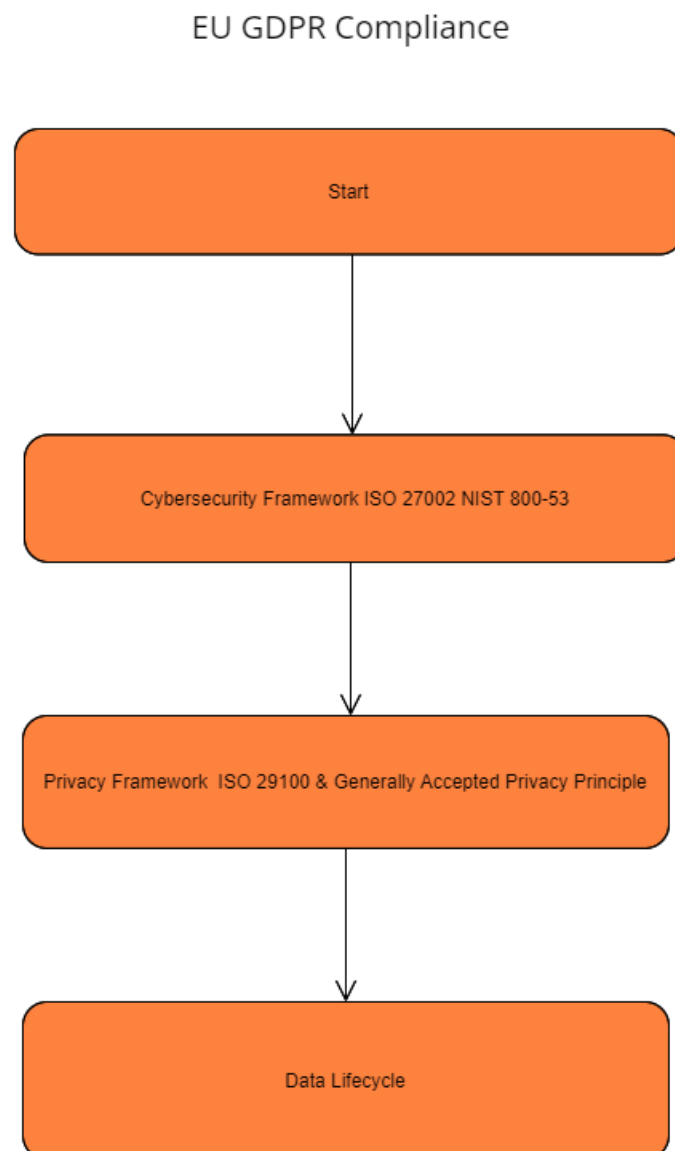 EU GDPR Compliance
Start
Cybersecurity Framework ISO 27002 NIST 800-53
Privacy Framework  ISO 29100 & Generally Accepted Privacy Principle
Data Lifecycle